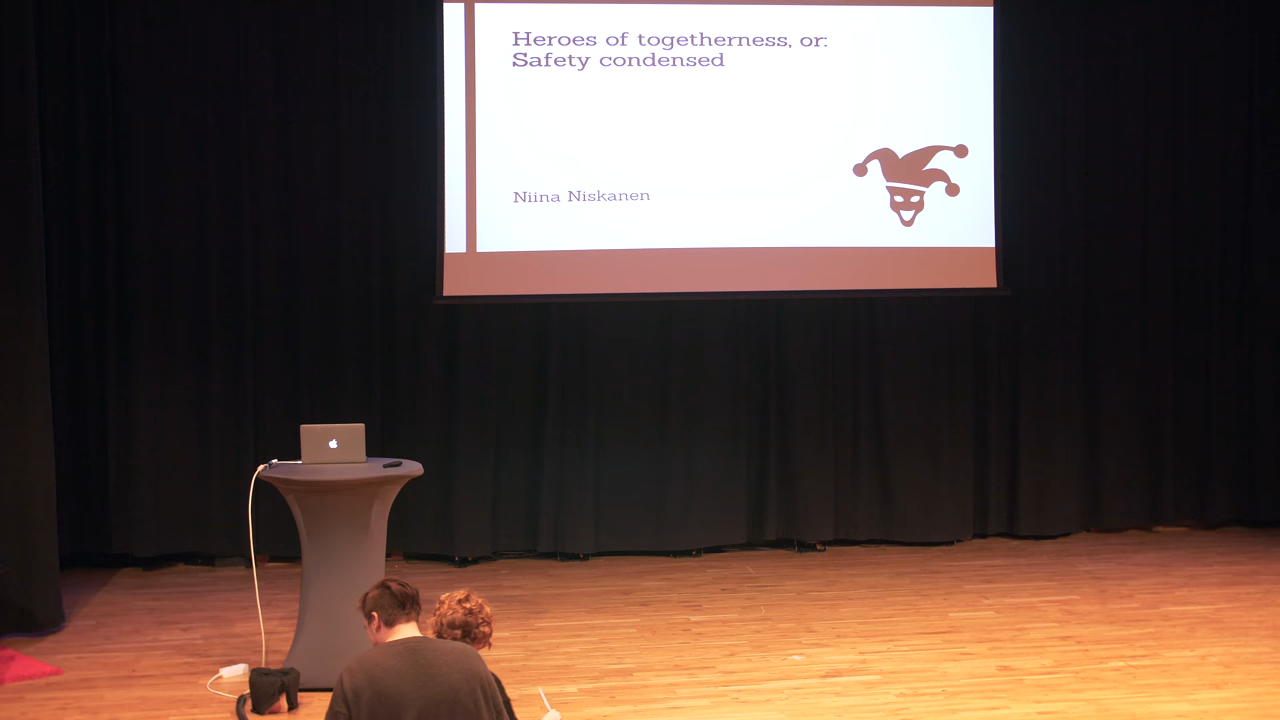 Heroes of togetherness, or:
Safety condensed
Niina Niskanen